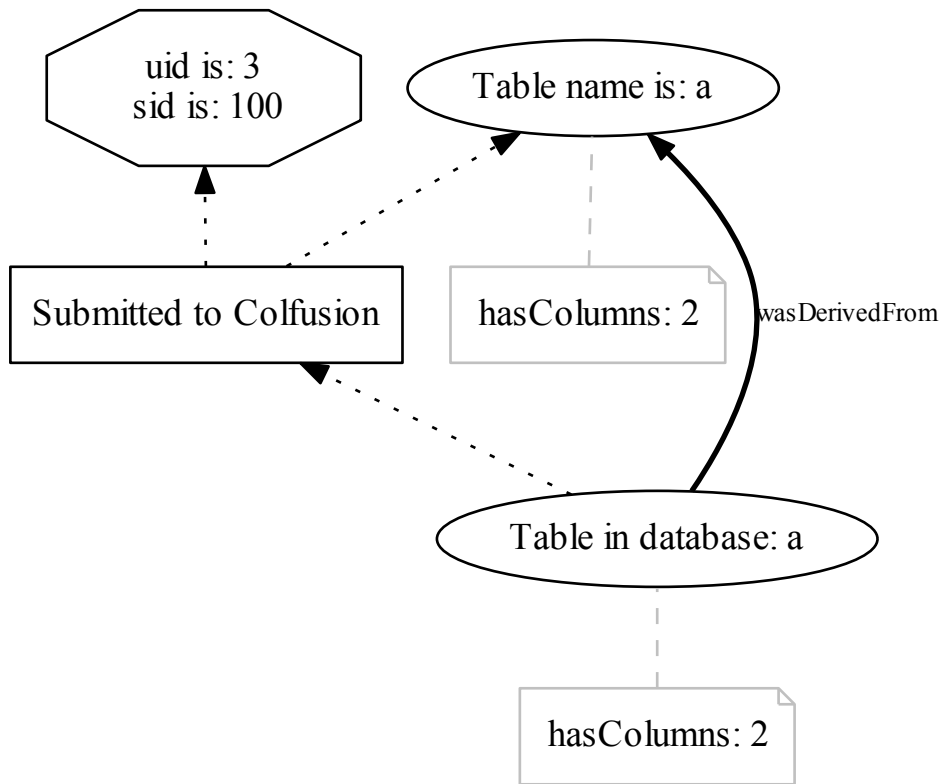 uid is: 3
sid is: 100
Table name is: a
Submitted to Colfusion
hasColumns: 2
wasDerivedFrom
Table in database: a
hasColumns: 2